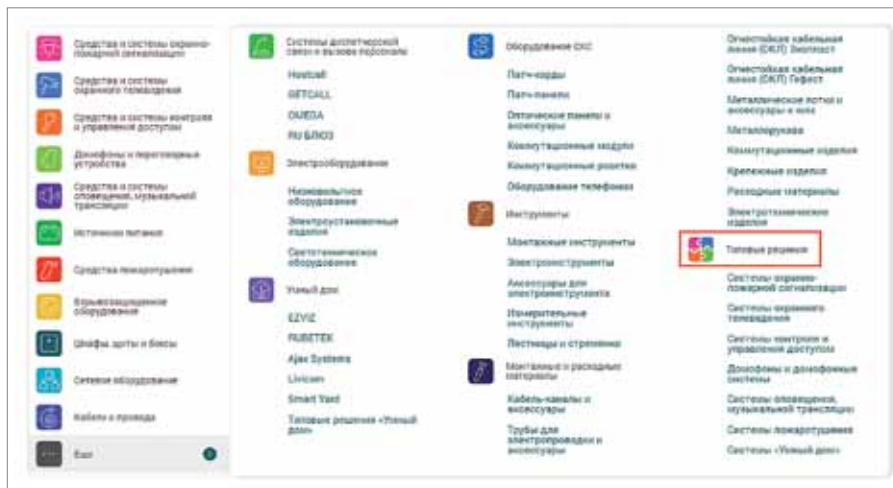 Средства и системы охранно-
пожарной сигнализации
Средства и системы
охранного телевидения
Средства и системы контроля
и управления доступом
Домофоны и переговорные
устройства
Средства и системы
оповещения, музыкальной
трансляции
Источники питания
Средства пожаротушения
Взрывозащищенное
оборудование
Шкафы, щиты и боксы
Сетевое оборудование
Кабели и провода
Еще
Системы диспетчерской
связи и вызова персонала
Hostcall
GETCALL
OMEGA
RU БЛЮЗ
Электрооборудование
Низковольтное
оборудование
Электроустановочные
изделия
Светотехническое
оборудование
Умный дом
EZVIZ
RUBETEK
Ajax Systems
Livicom
Smart Yard
Типовые решения «Умный
дом»
Оборудование СКС
Патч-корды
Патч-панели
Оптические панели и
аксессуары
Коммутационные модули
Коммутационные розетки
Оборудование телефонии
Инструменты
Монтажные инструменты
Электроинструменты
Аксессуары для
электроинструмента
Измерительные
инструменты
Лестницы и стремянки
Монтажные и расходные
материалы
Кабель-каналы и
аксессуары
Трубы для
электропроводки и
аксессуары
Огнестойкая кабельная
линия (ОКЛ) Экопласт
Огнестойкая кабельная
линия (ОКЛ) Гефест
Металлические лотки и
аксессуары к ним
Металлорукава
Коммутационные изделия
Крепежные изделия
Расходные материалы
Электротехнические
изделия
Типовые решения
Системы охранно-
пожарной сигнализации
Системы охранного
телевидения
Системы контроля и
управления доступом
Домофоны и домофонные
системы
Системы оповещения,
музыкальной трансляции
Системы пожаротушения
Системы «Умный дом»